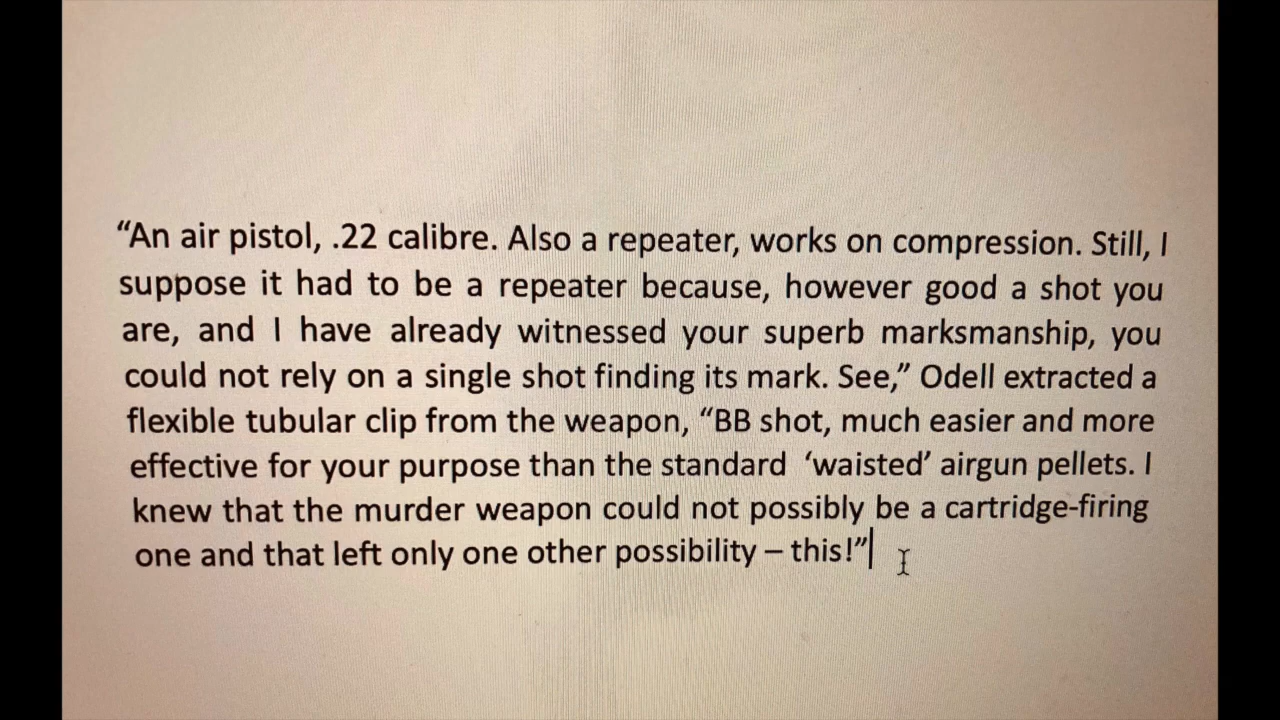 “An air pistol, .22 calibre. Also a repeater, works on compression. Still, I
suppose it had to be a repeater because, however good a shot you
are, and I have already witnessed your superb marksmanship, you
could not rely on a single shot finding its mark. See,” Odell extracted a
flexible tubular clip from the weapon, “BB shot, much easier and more
effective for your purpose than the standard  ‘waisted’ airgun pellets. I
knew that the murder weapon could not possibly be a cartridge-firing
one and that left only one other possibility – this!”